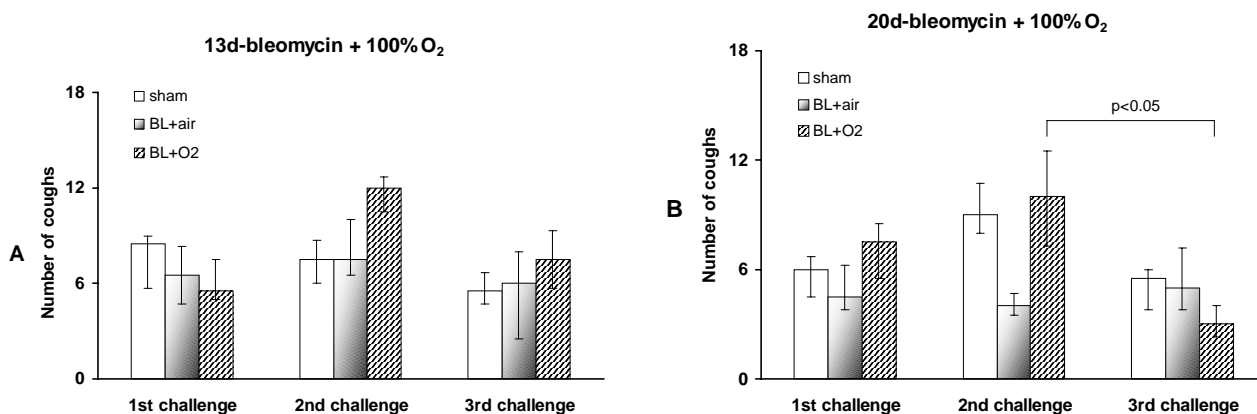 13d-bleomycin + 100% O₂
A
Number of coughs
18
12
6
0
sham
BL+air
BL+O2
1st challenge 2nd challenge 3rd challenge
20d-bleomycin + 100% O₂
B
Number of coughs
18
12
6
0
sham
BL+air
BL+O2
p<0.05
1st challenge 2nd challenge 3rd challenge